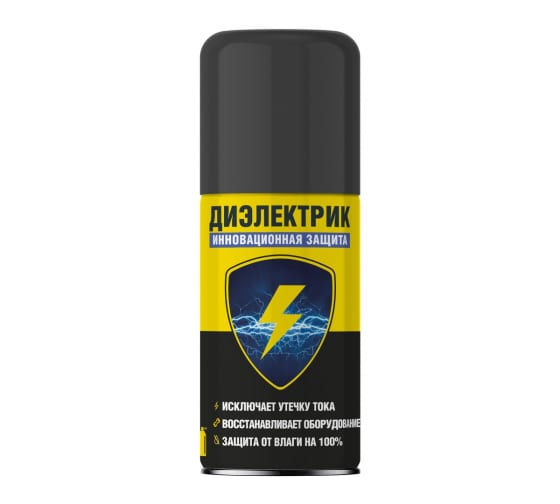 ДИЭЛЕКТРИК
ИННОВАЦИОННАЯ ЗАЩИТА
ИСКЛЮЧАЕТ УТЕЧКУ ТОКА
ВОССТАНАВЛИВАЕТ ОБОРУДОВАНИЕ
ЗАЩИТА ОТ ВЛАГИ НА 100%